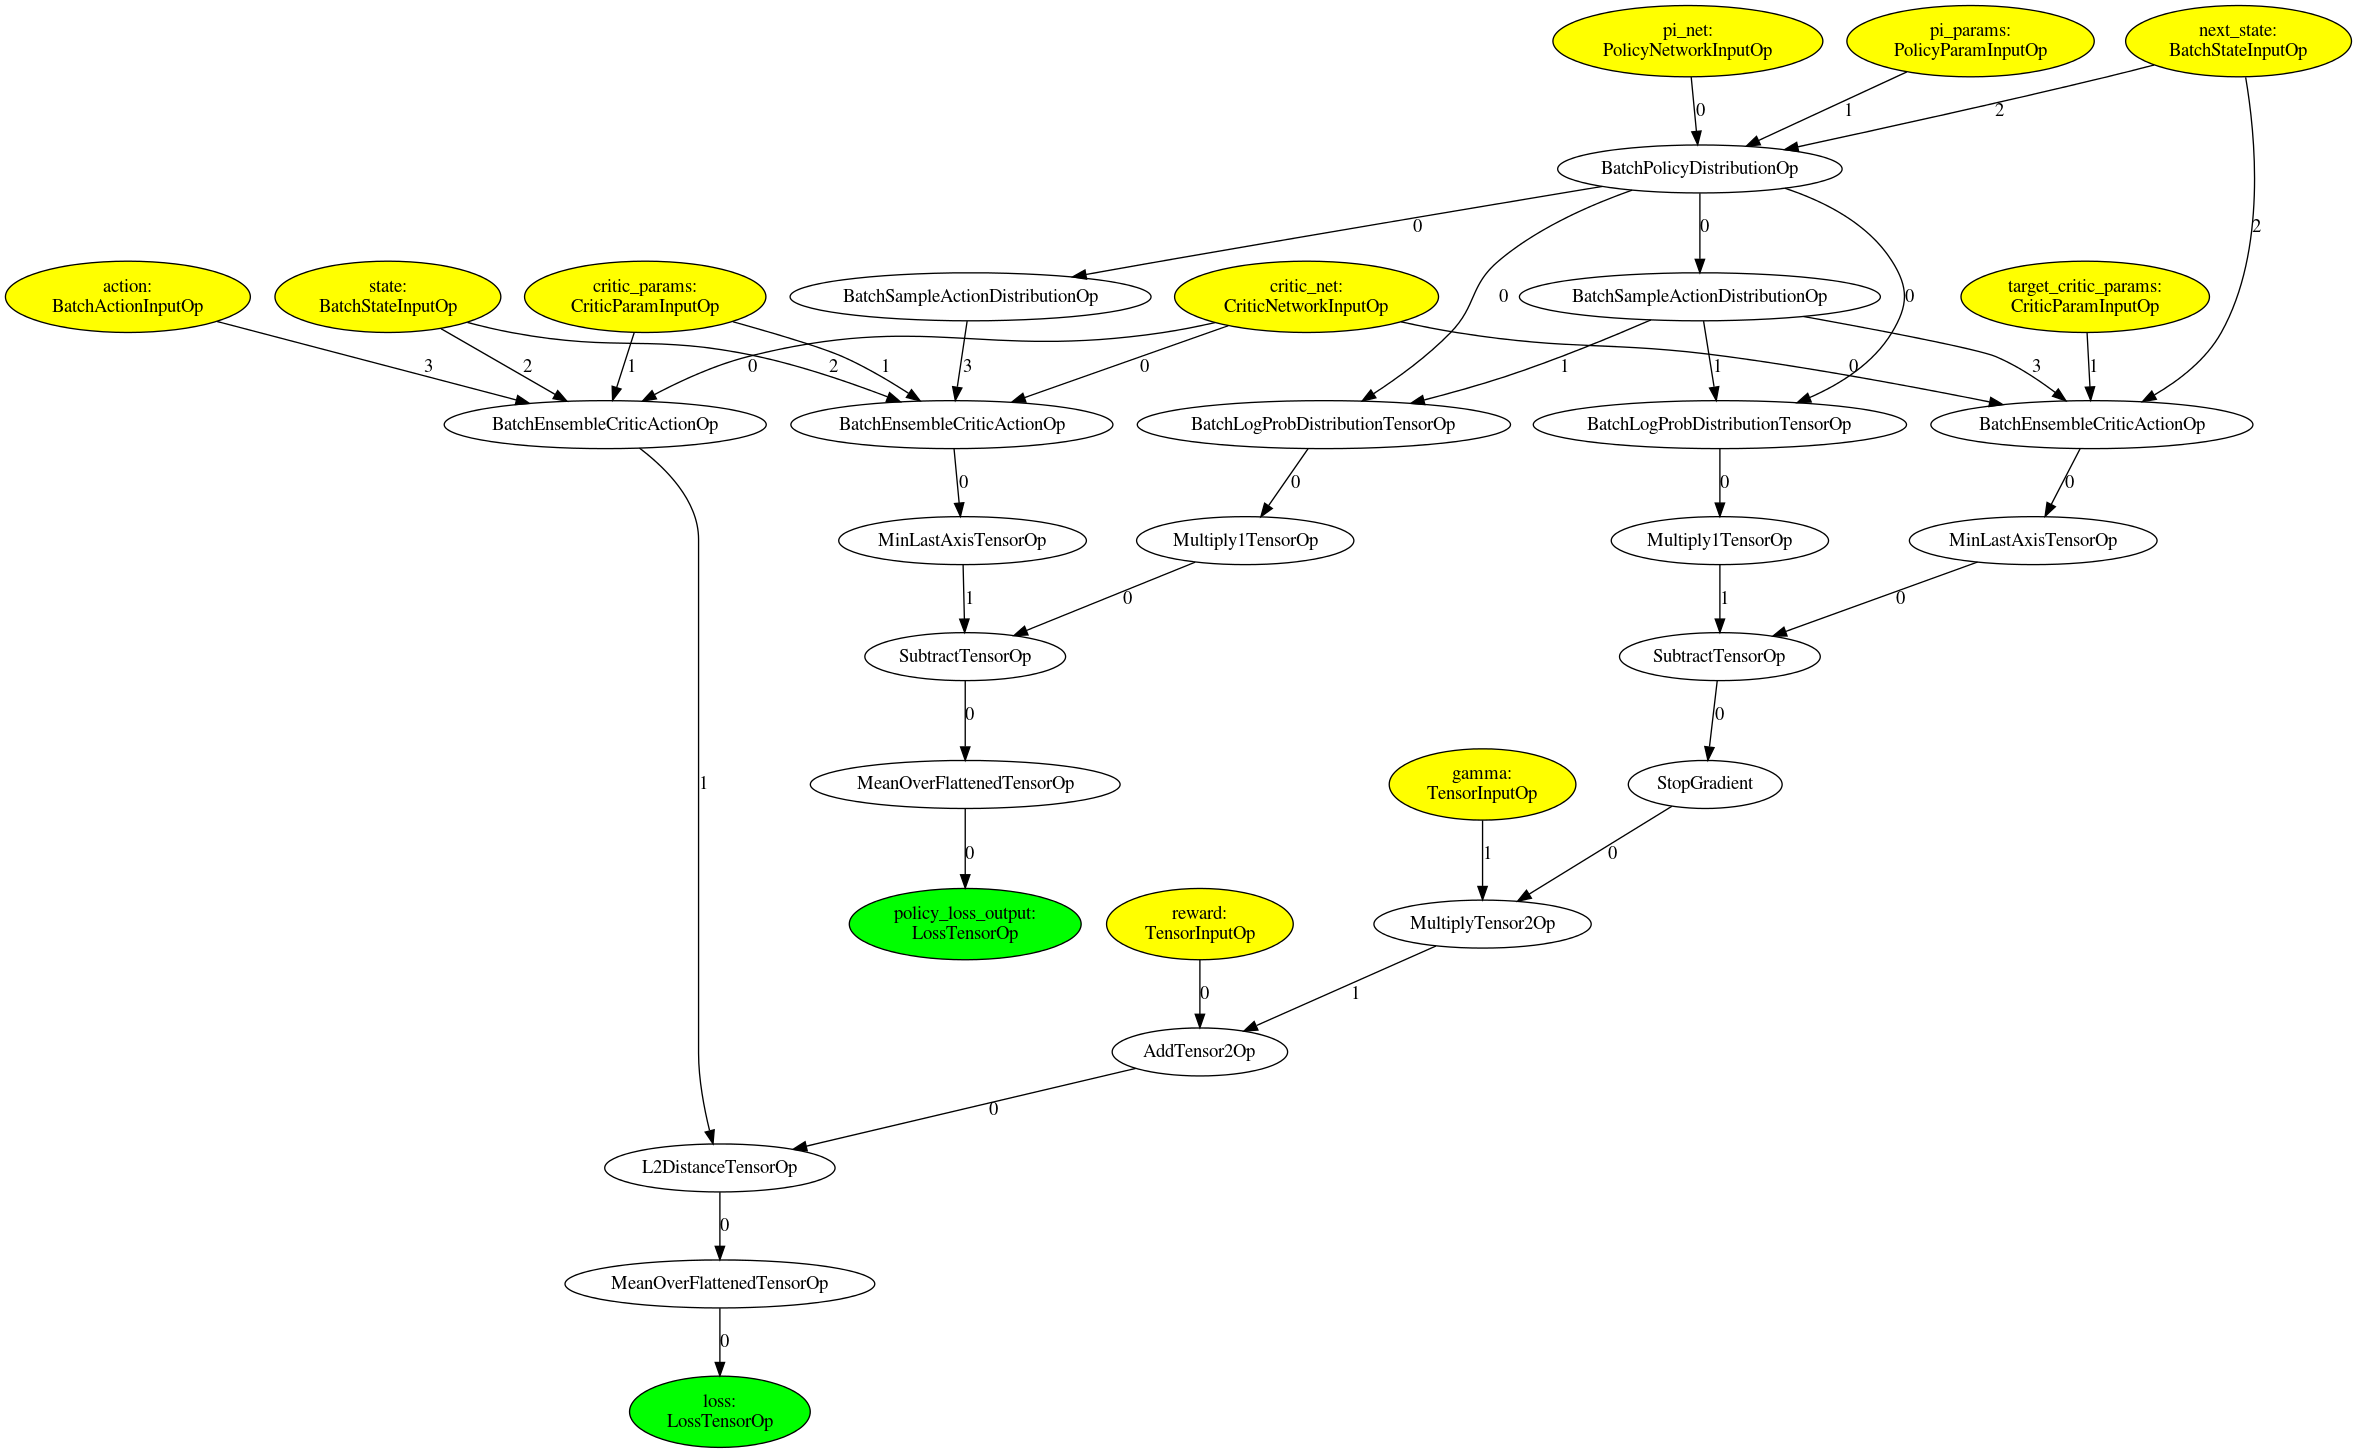 pi_net:
PolicyNetworkInputOp
pi_params:
PolicyParamInputOp
next_state:
BatchStateInputOp
0
1
2
BatchPolicyDistributionOp
0
0
2
action:
BatchActionInputOp
state:
BatchStateInputOp
critic_params:
CriticParamInputOp
BatchSampleActionDistributionOp
critic_net:
CriticNetworkInputOp
0
BatchSampleActionDistributionOp
0
target_critic_params:
CriticParamInputOp
3
2
1
0
2
1
3
0
1
1
0
3
1
BatchEnsembleCriticActionOp
BatchEnsembleCriticActionOp
BatchLogProbDistributionTensorOp
BatchLogProbDistributionTensorOp
BatchEnsembleCriticActionOp
0
0
0
0
MinLastAxisTensorOp
Multiply1TensorOp
Multiply1TensorOp
MinLastAxisTensorOp
1
0
1
0
SubtractTensorOp
SubtractTensorOp
0
0
1
MeanOverFlattenedTensorOp
gamma:
TensorInputOp
StopGradient
0
1
0
policy_loss_output:
LossTensorOp
reward:
TensorInputOp
MultiplyTensor2Op
0
1
AddTensor2Op
0
L2DistanceTensorOp
0
MeanOverFlattenedTensorOp
0
loss:
LossTensorOp